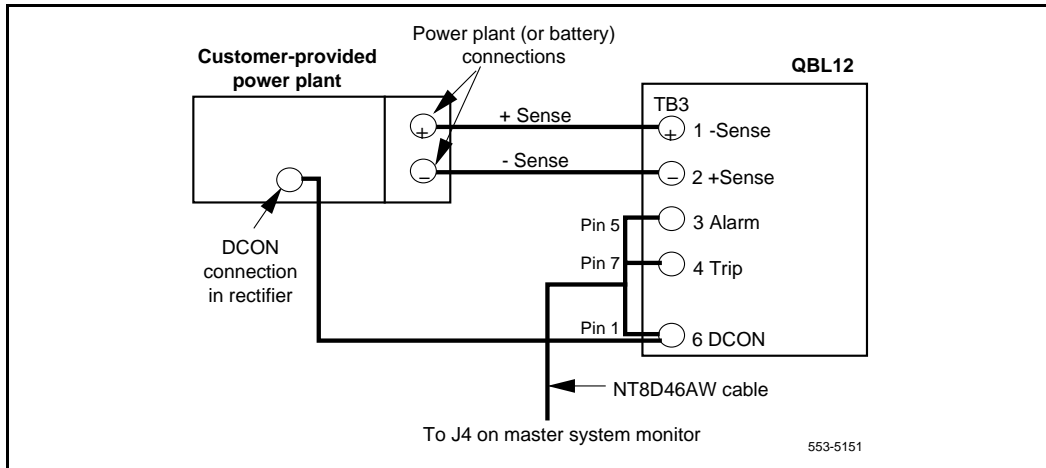 Power plant (or battery)
connections
Customer-provided
power plant
QBL12
TB3
+ Sense
+
+
1 -Sense
- Sense
−
−
2 +Sense
Pin 5
3 Alarm
Pin 7
4 Trip
DCON
connection
in rectifier
Pin 1
6 DCON
NT8D46AW cable
To J4 on master system monitor
553-5151